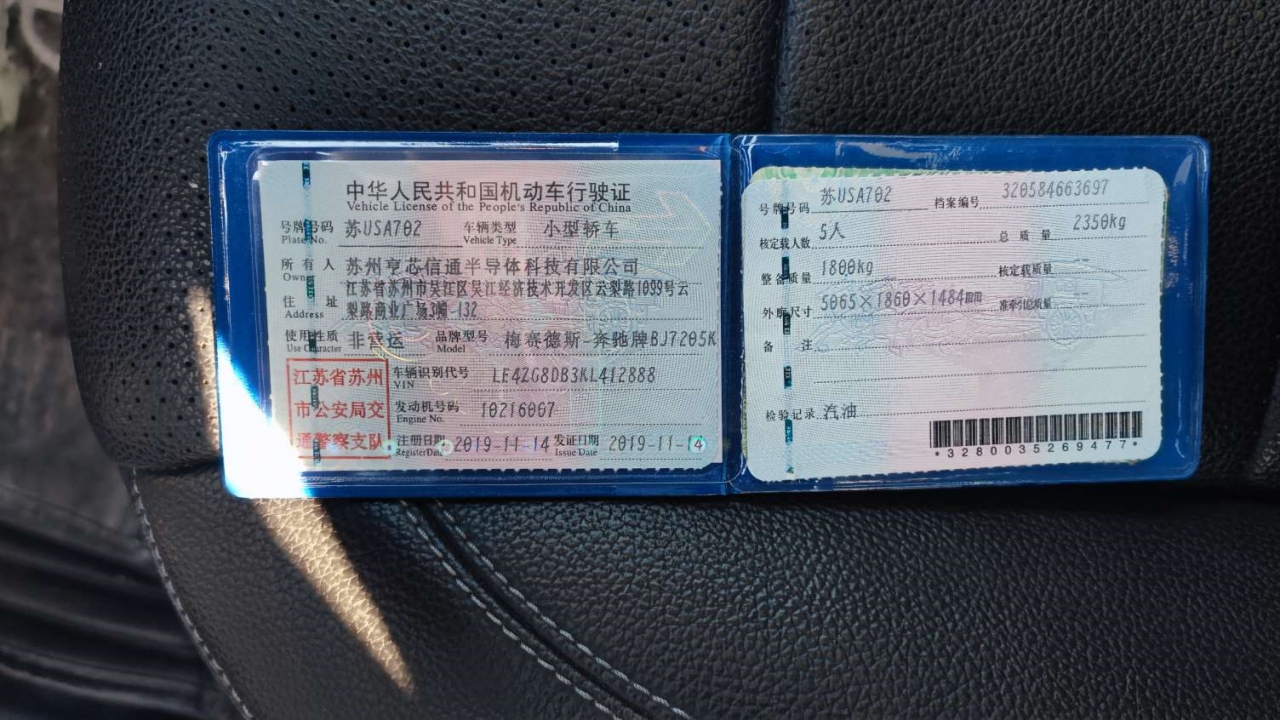 中华人民共和国机动车行驶证
Vehicle License of the People's Republic of China
号牌号码 苏USA702 车辆类型 小型轿车
Plate No. Vehicle Type
所有人 苏州亨芯信通半导体科技有限公司
Owner
住址 江苏省苏州市吴江区吴江经济技术开发区云梨路1099号云
Address 梨路商业广场3幢-132
使用性质 非营运 品牌型号 梅赛德斯-奔驰牌BJ7205K
Use Character Model
江苏省苏州
市公安局交
通警察支队
车辆识别代号 LE4ZG8DB3KL412888
VIN
发动机号码 10216007
Engine No.
注册日期 2019-11-14 发证日期 2019-11-14
Register Date Issue Date
号牌号码 苏USA702 档案编号 320584663697
核定载人数 5人 总质量 2350kg
整备质量 1800kg 核定载质量 --
外廓尺寸 5065×1860×1484mm 准牵引总质量 --
备注
检验记录 汽油
*3280035269477*